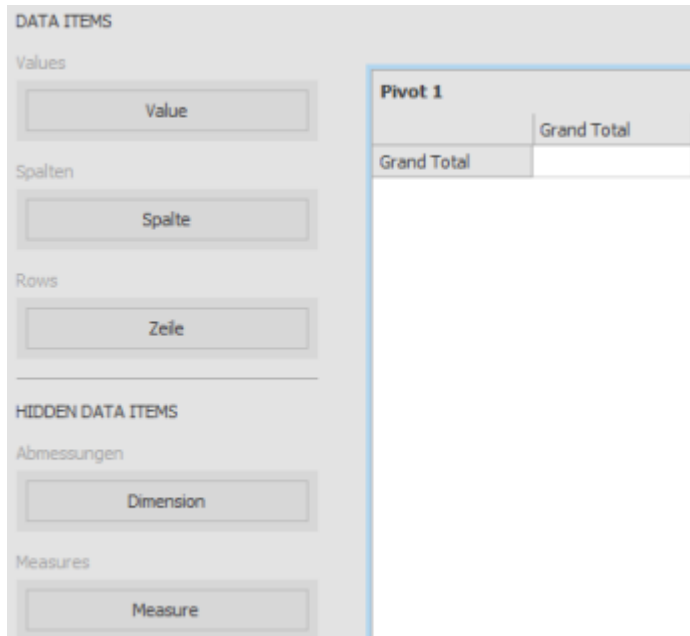 DATA ITEMS
Values
Value
Spalten
Spalte
Rows
Zeile
HIDDEN DATA ITEMS
Abmessungen
Dimension
Measures
Measure
Pivot 1
Grand Total
Grand Total